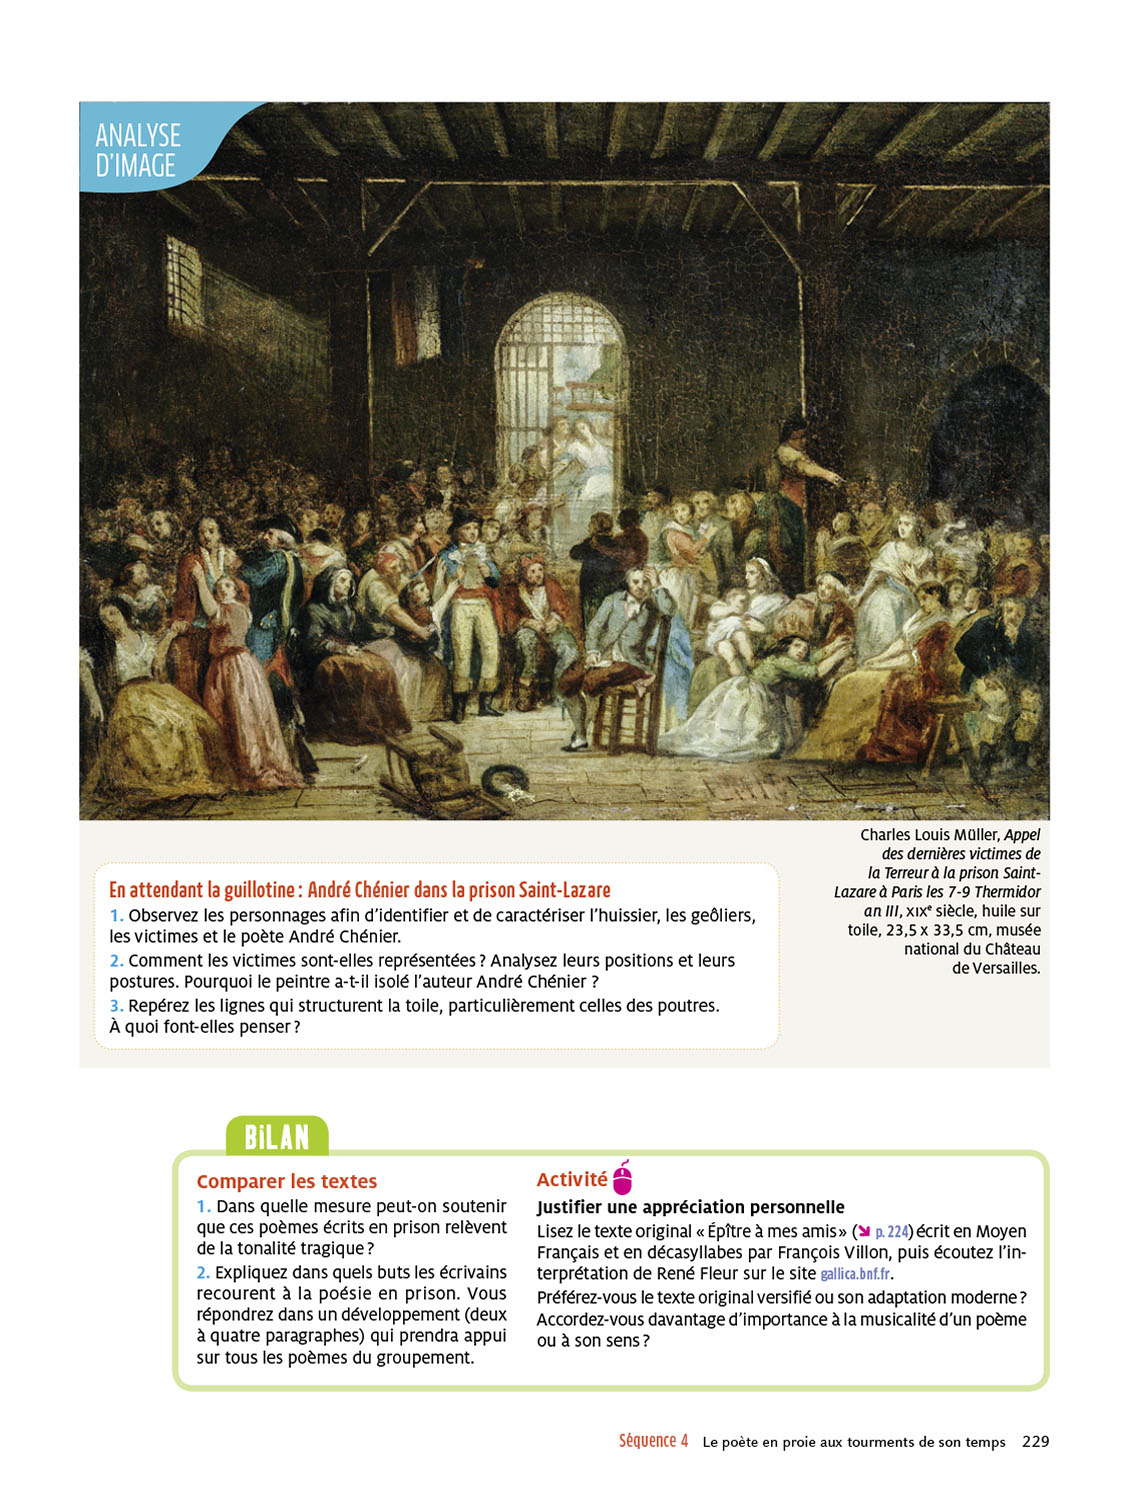 ANALYSE
D'IMAGE
Charles Louis Müller, Appel
des dernières victimes de
la Terreur à la prison Saint-
Lazare à Paris les 7-9 Thermidor
an III, XIXe siècle, huile sur
toile, 23,5 x 33,5 cm, musée
national du Château
de Versailles.
En attendant la guillotine : André Chénier dans la prison Saint-Lazare
1. Observez les personnages afin d'identifier et de caractériser l'huissier, les geôliers,
les victimes et le poète André Chénier.
2. Comment les victimes sont-elles représentées ? Analysez leurs positions et leurs
postures. Pourquoi le peintre a-t-il isolé l'auteur André Chénier ?
3. Repérez les lignes qui structurent la toile, particulièrement celles des poutres.
À quoi font-elles penser ?
BiLAN
Comparer les textes
1. Dans quelle mesure peut-on soutenir
que ces poèmes écrits en prison relèvent
de la tonalité tragique ?
2. Expliquez dans quels buts les écrivains
recourent à la poésie en prison. Vous
répondrez dans un développement (deux
à quatre paragraphes) qui prendra appui
sur tous les poèmes du groupement.
Activité
Justifier une appréciation personnelle
Lisez le texte original « Épître à mes amis » (↘ p. 224) écrit en Moyen
Français et en décasyllabes par François Villon, puis écoutez l'in-
terprétation de René Fleur sur le site gallica.bnf.fr.
Préférez-vous le texte original versifié ou son adaptation moderne ?
Accordez-vous davantage d'importance à la musicalité d'un poème
ou à son sens ?
Séquence 4 Le poète en proie aux tourments de son temps 229